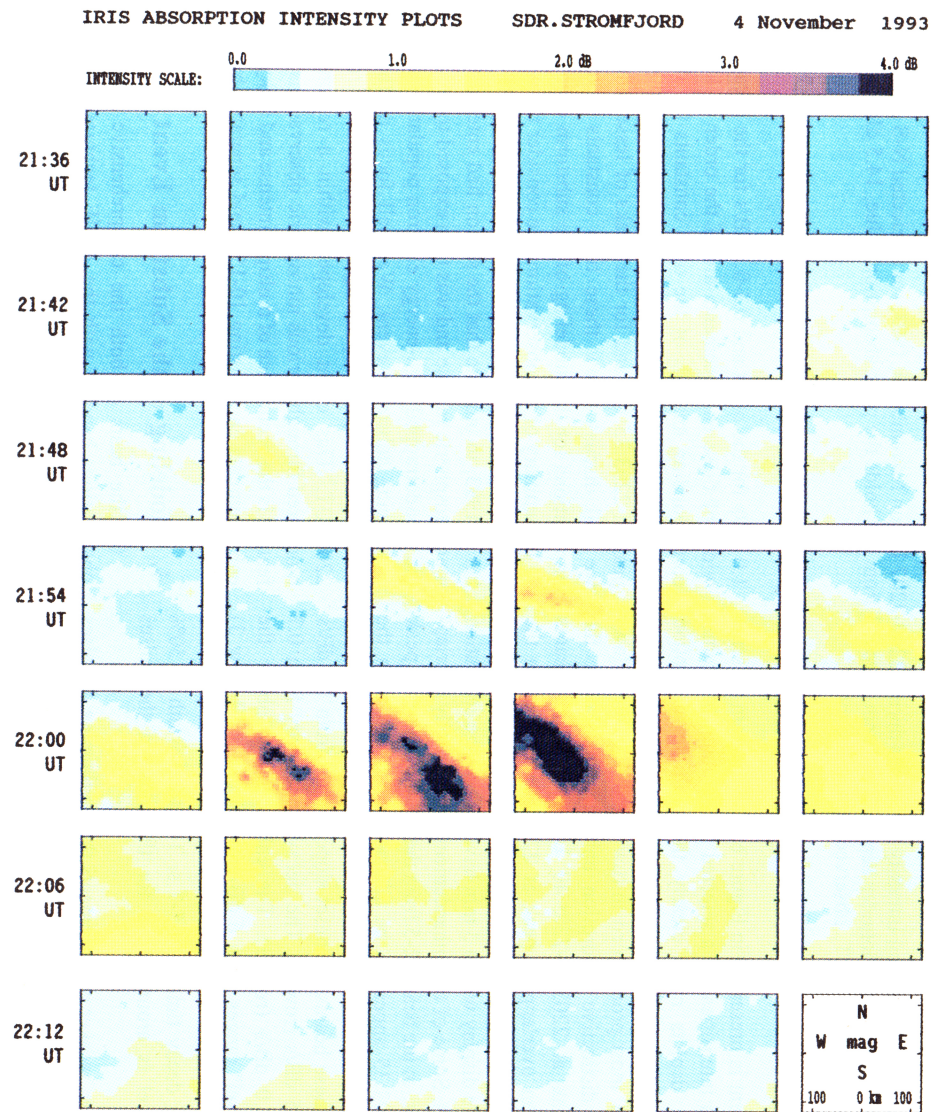 IRIS ABSORPTION INTENSITY PLOTS SDR.STROMFJORD 4 November 1993
0.0 1.0 2.0 dB 3.0 4.0 dB
INTENSITY SCALE:
21:36
UT
21:42
UT
21:48
UT
21:54
UT
22:00
UT
22:06
UT
22:12
UT
N
W mag E
S
100 0 km 100